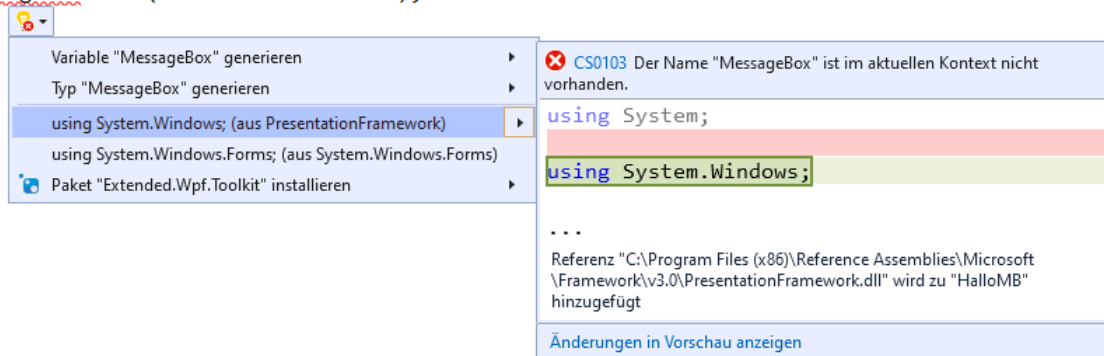 Variable "MessageBox" generieren
Typ "MessageBox" generieren
using System.Windows; (aus PresentationFramework)
using System.Windows.Forms; (aus System.Windows.Forms)
Paket "Extended.Wpf.Toolkit" installieren
CS0103 Der Name "MessageBox" ist im aktuellen Kontext nicht
vorhanden.
using System;
using System.Windows;
...
Referenz "C:\Program Files (x86)\Reference Assemblies\Microsoft
\Framework\v3.0\PresentationFramework.dll" wird zu "HalloMB"
hinzugefügt
Änderungen in Vorschau anzeigen